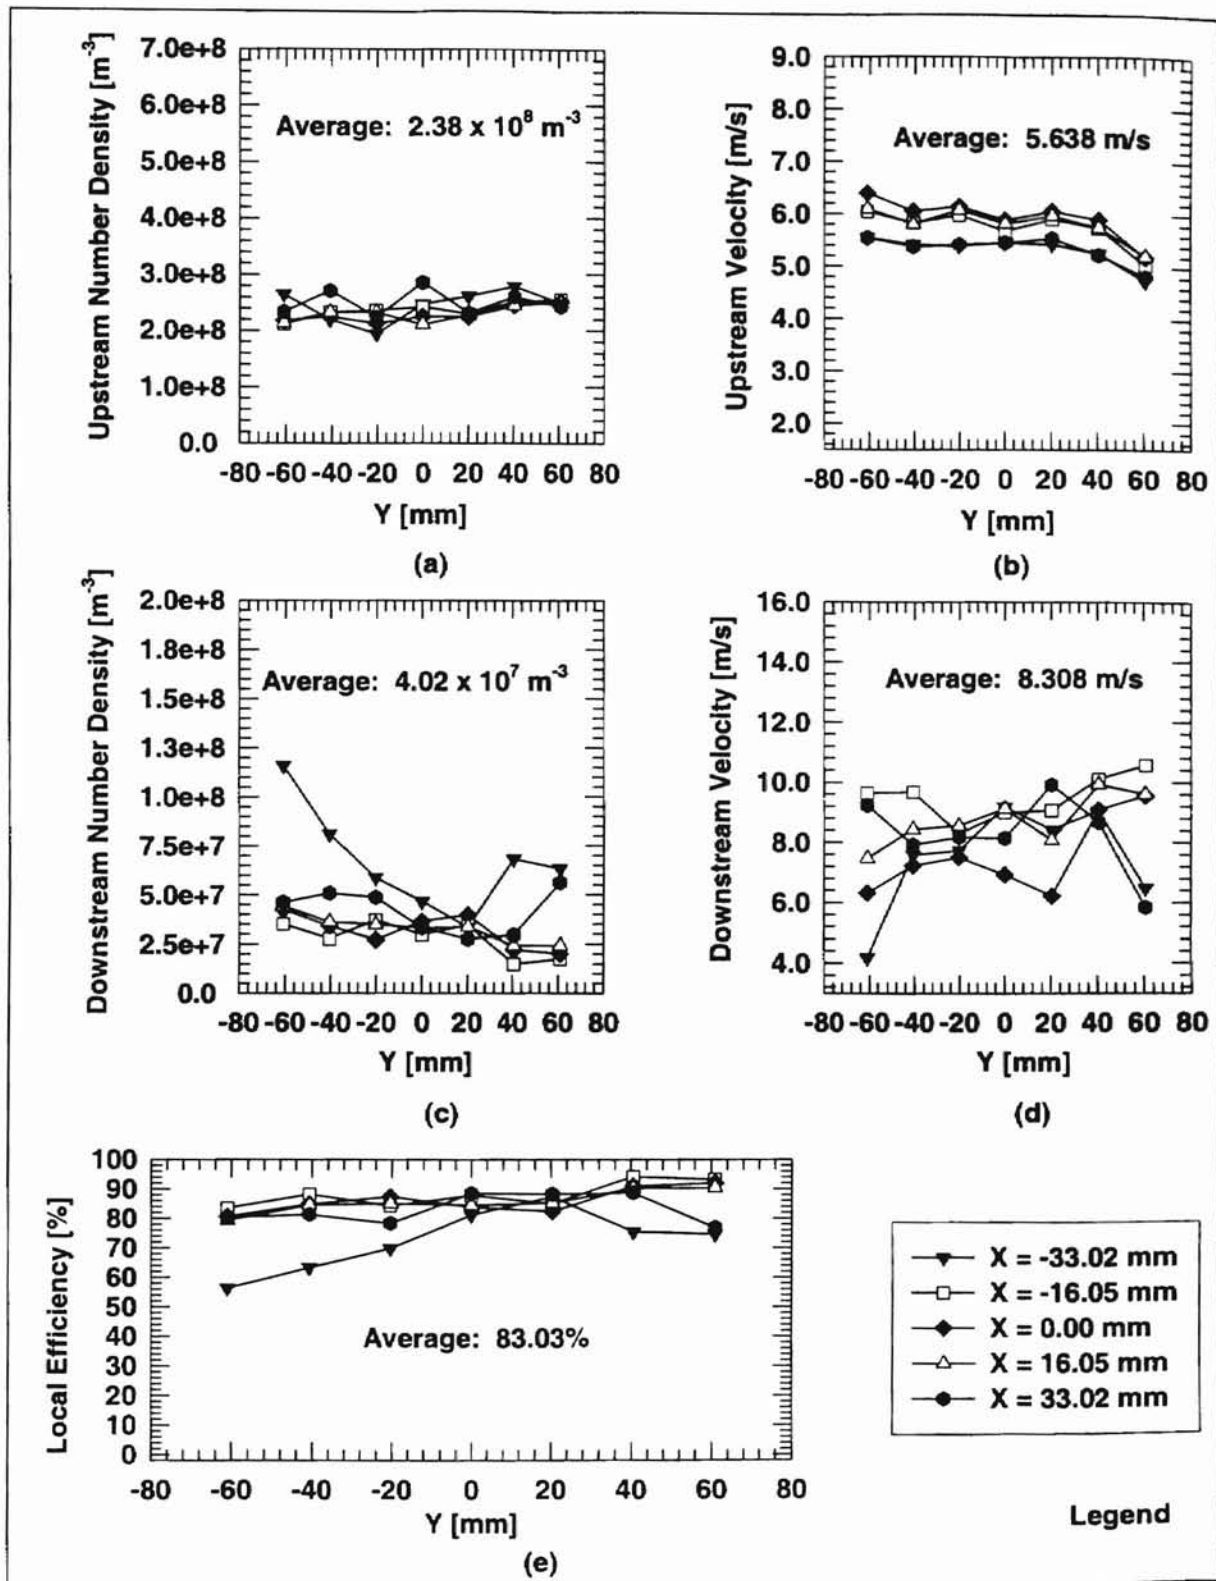 Upstream Number Density [m-3]
7.0e+8
6.0e+8
5.0e+8
4.0e+8
3.0e+8
2.0e+8
1.0e+8
0.0
Average: 2.38 x 10^8 m^-3
-80 -60 -40 -20 0 20 40 60 80
Y [mm]
(a)
Upstream Velocity [m/s]
9.0
8.0
7.0
6.0
5.0
4.0
3.0
2.0
Average: 5.638 m/s
-80 -60 -40 -20 0 20 40 60 80
Y [mm]
(b)
Downstream Number Density [m-3]
2.0e+8
1.8e+8
1.5e+8
1.3e+8
1.0e+8
7.5e+7
5.0e+7
2.5e+7
0.0
Average: 4.02 x 10^7 m^-3
-80 -60 -40 -20 0 20 40 60 80
Y [mm]
(c)
Downstream Velocity [m/s]
16.0
14.0
12.0
10.0
8.0
6.0
4.0
Average: 8.308 m/s
-80 -60 -40 -20 0 20 40 60 80
Y [mm]
(d)
Local Efficiency [%]
100
90
80
70
60
50
40
30
20
10
0
Average: 83.03%
-80 -60 -40 -20 0 20 40 60 80
Y [mm]
(e)
X = -33.02 mm
X = -16.05 mm
X = 0.00 mm
X = 16.05 mm
X = 33.02 mm
Legend